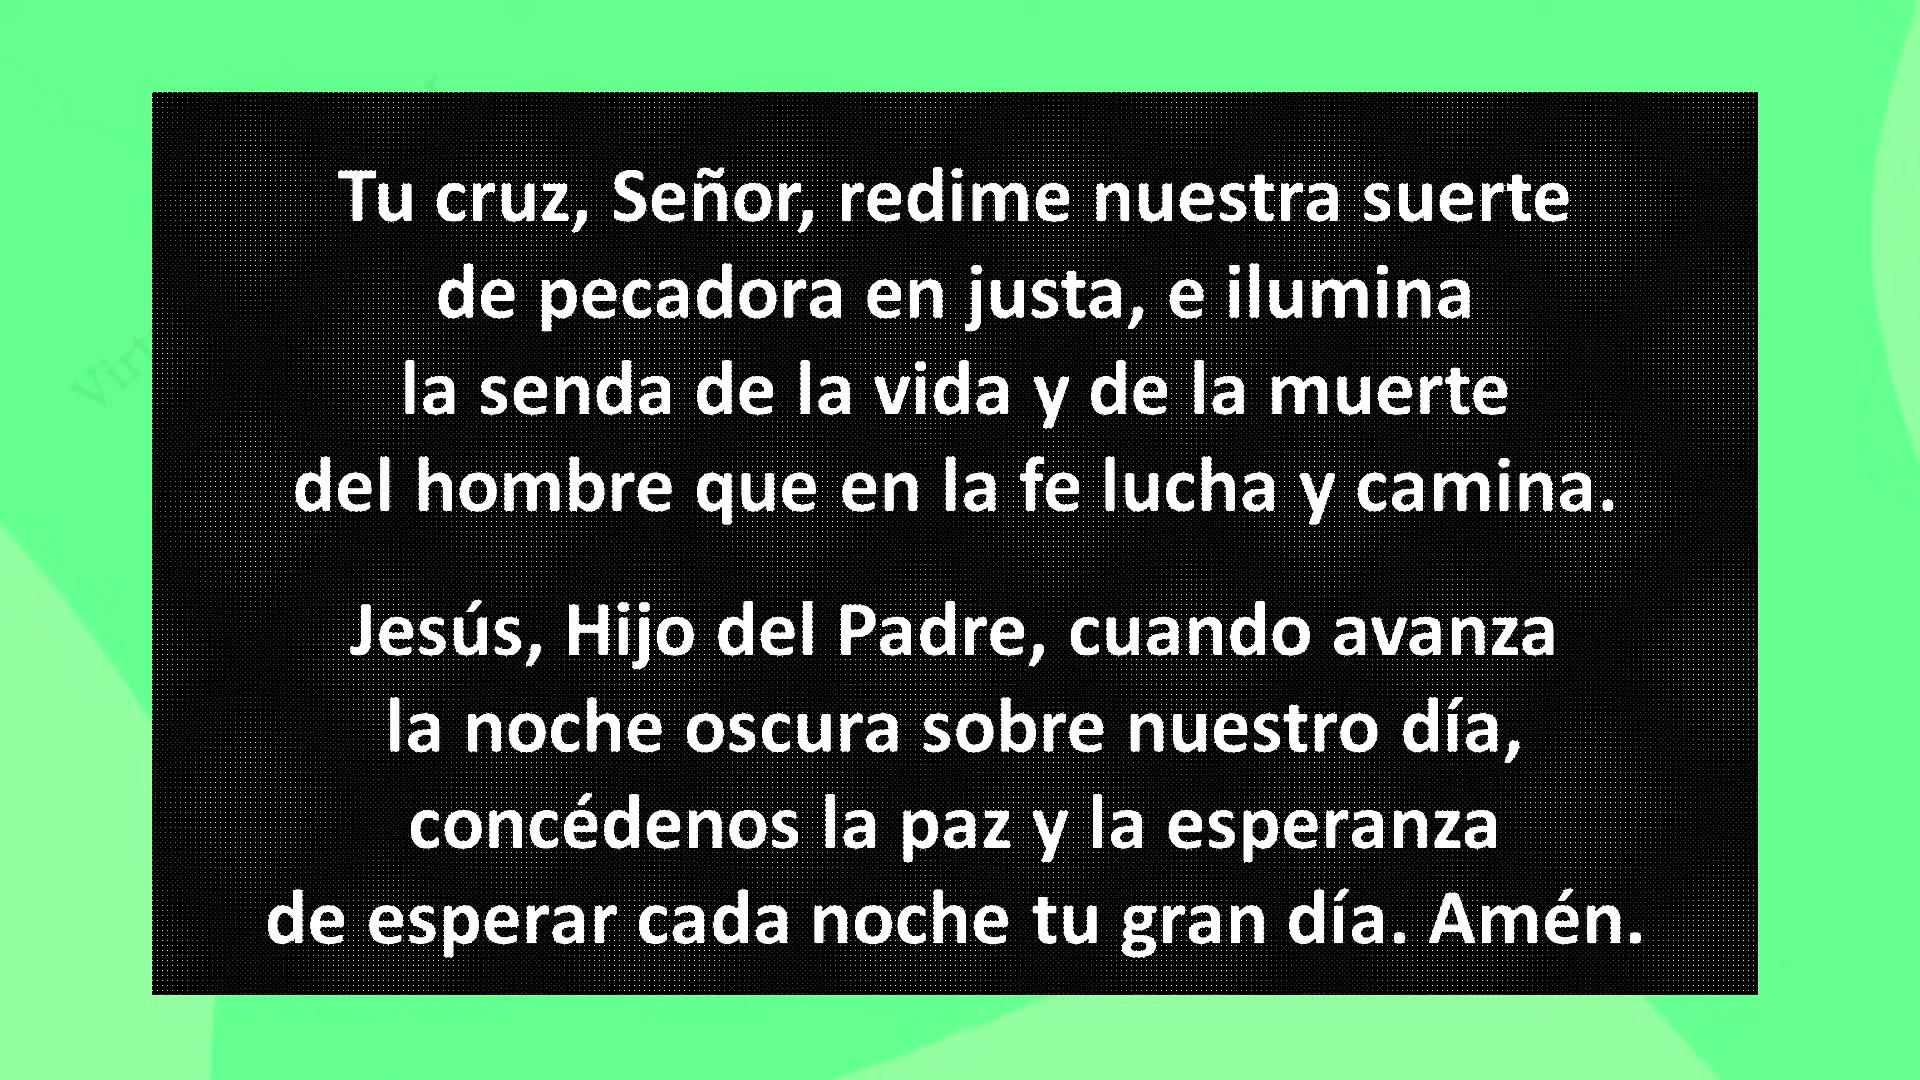 Tu cruz, Señor, redime nuestra suerte
de pecadora en justa, e ilumina
la senda de la vida y de la muerte
del hombre que en la fe lucha y camina.
Jesús, Hijo del Padre, cuando avanza
la noche oscura sobre nuestro día,
concédenos la paz y la esperanza
de esperar cada noche tu gran día. Amén.